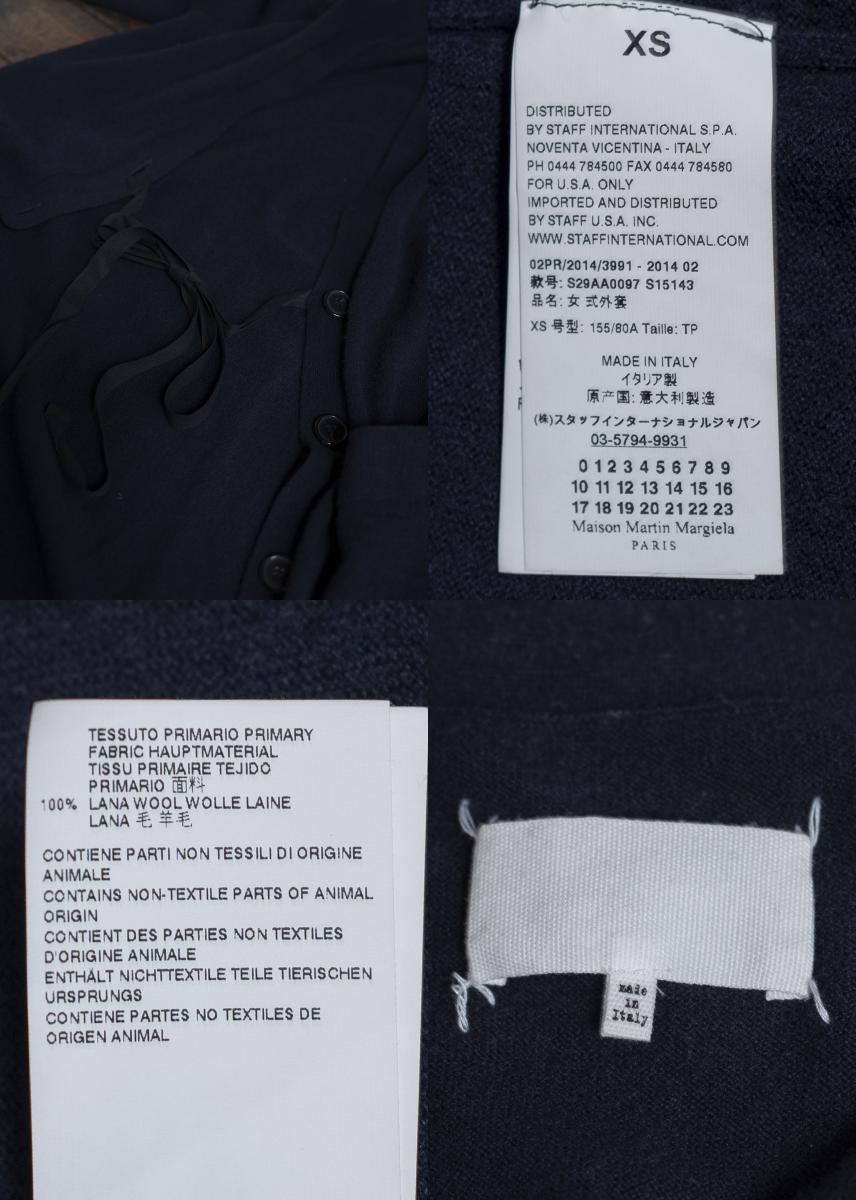 XS
DISTRIBUTED
BY STAFF INTERNATIONAL S.P.A.
NOVENTA VICENTINA - ITALY
PH 0444 784500 FAX 0444 784580
FOR U.S.A. ONLY
IMPORTED AND DISTRIBUTED
BY STAFF U.S.A. INC.
WWW.STAFFINTERNATIONAL.COM
02PR/2014/3991 - 2014 02
款号: S29AA0097 S15143
品名: 女 式外套
XS 号型: 155/80A Taille: TP
MADE IN ITALY
イタリア製
原产国: 意大利製造
(株)スタッフインターナショナルジャパン
03-5794-9931
0 1 2 3 4 5 6 7 8 9
10 11 12 13 14 15 16
17 18 19 20 21 22 23
Maison Martin Margiela
PARIS
TESSUTO PRIMARIO PRIMARY
FABRIC HAUPTMATERIAL
TISSU PRIMAIRE TEJIDO
PRIMARIO 面料
100% LANA WOOL WOLLE LAINE
LANA 毛 羊毛
CONTIENE PARTI NON TESSILI DI ORIGINE
ANIMALE
CONTAINS NON-TEXTILE PARTS OF ANIMAL
ORIGIN
CONTIENT DES PARTIES NON TEXTILES
D'ORIGINE ANIMALE
ENTHÄLT NICHTTEXTILE TEILE TIERISCHEN
URSPRUNGS
CONTIENE PARTES NO TEXTILES DE
ORIGEN ANIMAL
made
in
Italy